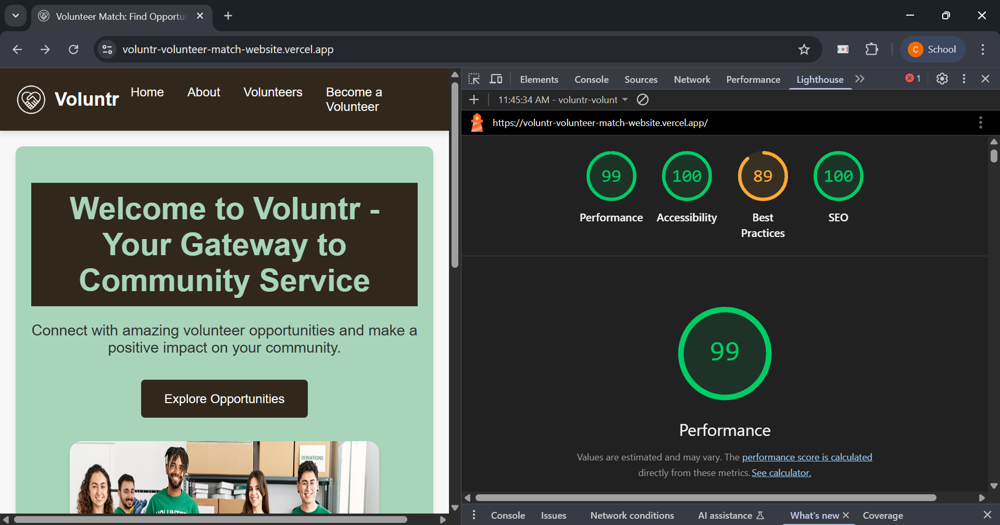 Volunteer Match: Find Opportu
voluntr-volunteer-match-website.vercel.app
C School
Voluntr
Home
About
Volunteers
Become a
Volunteer
Welcome to Voluntr -
Your Gateway to
Community Service
Connect with amazing volunteer opportunities and make a
positive impact on your community.
Explore Opportunities
DONATIONS
VOLUNTEER
Elements Console Sources Network Performance Lighthouse 1
11:45:34 AM - voluntr-volunt
https://voluntr-volunteer-match-website.vercel.app/
99 100 89 100
Performance Accessibility Best
Practices
SEO
99
Performance
Values are estimated and may vary. The performance score is calculated
directly from these metrics. See calculator.
Console Issues Network conditions AI assistance What's new Coverage